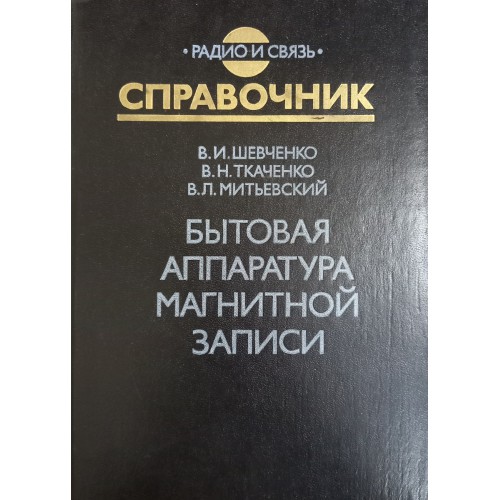 • РАДИО И СВЯЗЬ •
СПРАВОЧНИК
В. И. ШЕВЧЕНКО
В. Н. ТКАЧЕНКО
В. Л. МИТЬЕВСКИЙ
БЫТОВАЯ
АППАРАТУРА
МАГНИТНОЙ
ЗАПИСИ